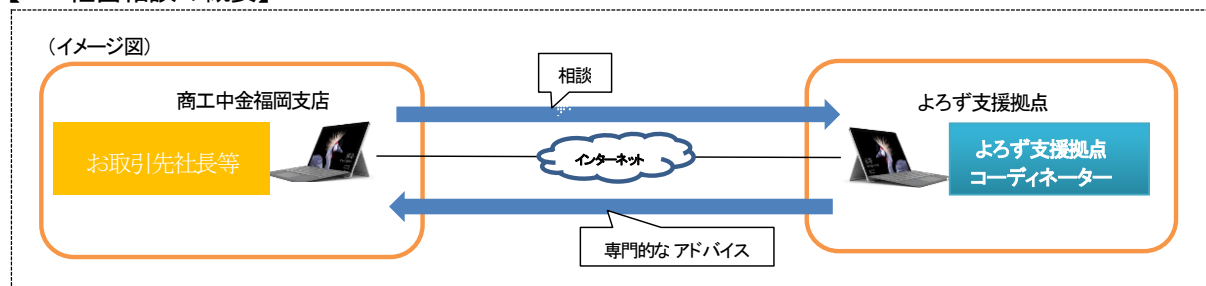 （イメージ図）
相談
商工中金福岡支店
よろず支援拠点
お取引先社長等
インターネット
よろず支援拠点
コーディネーター
専門的な アドバイス